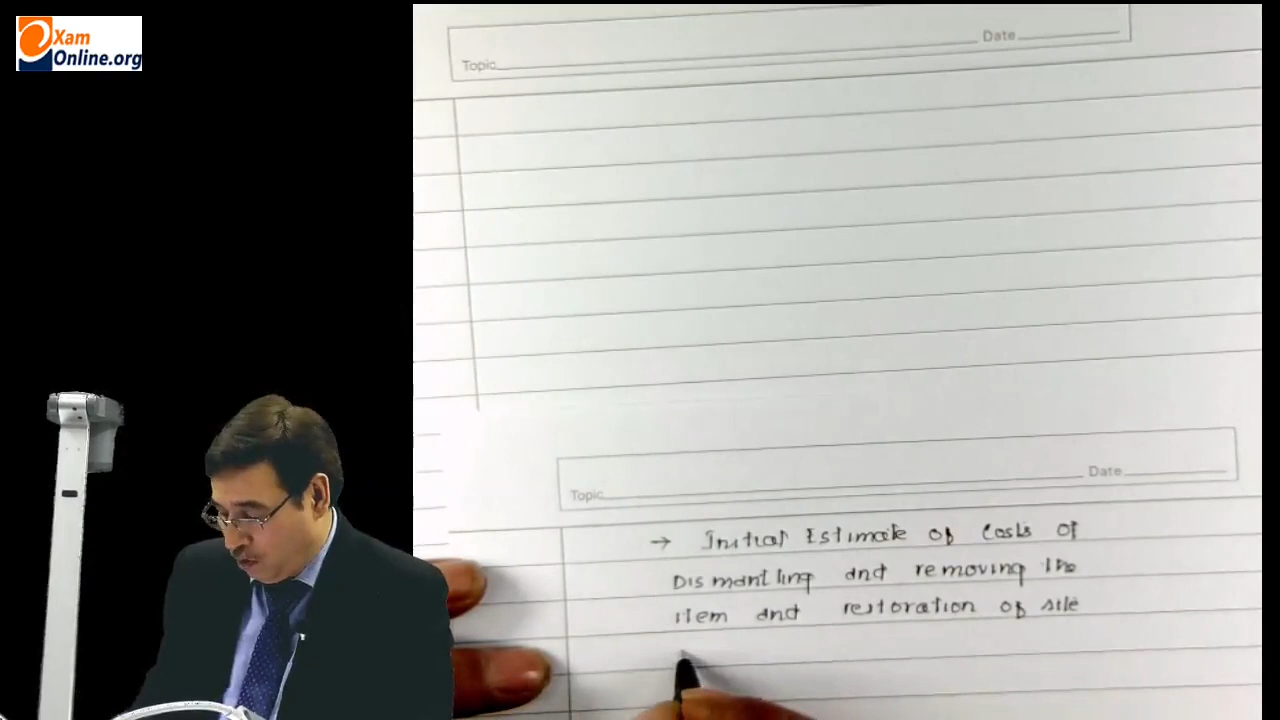 Xam
Online.org
Topic
Date
Topic
Date
→ Initial Estimate of Costs of
Dismantling and removing the
item and restoration of site